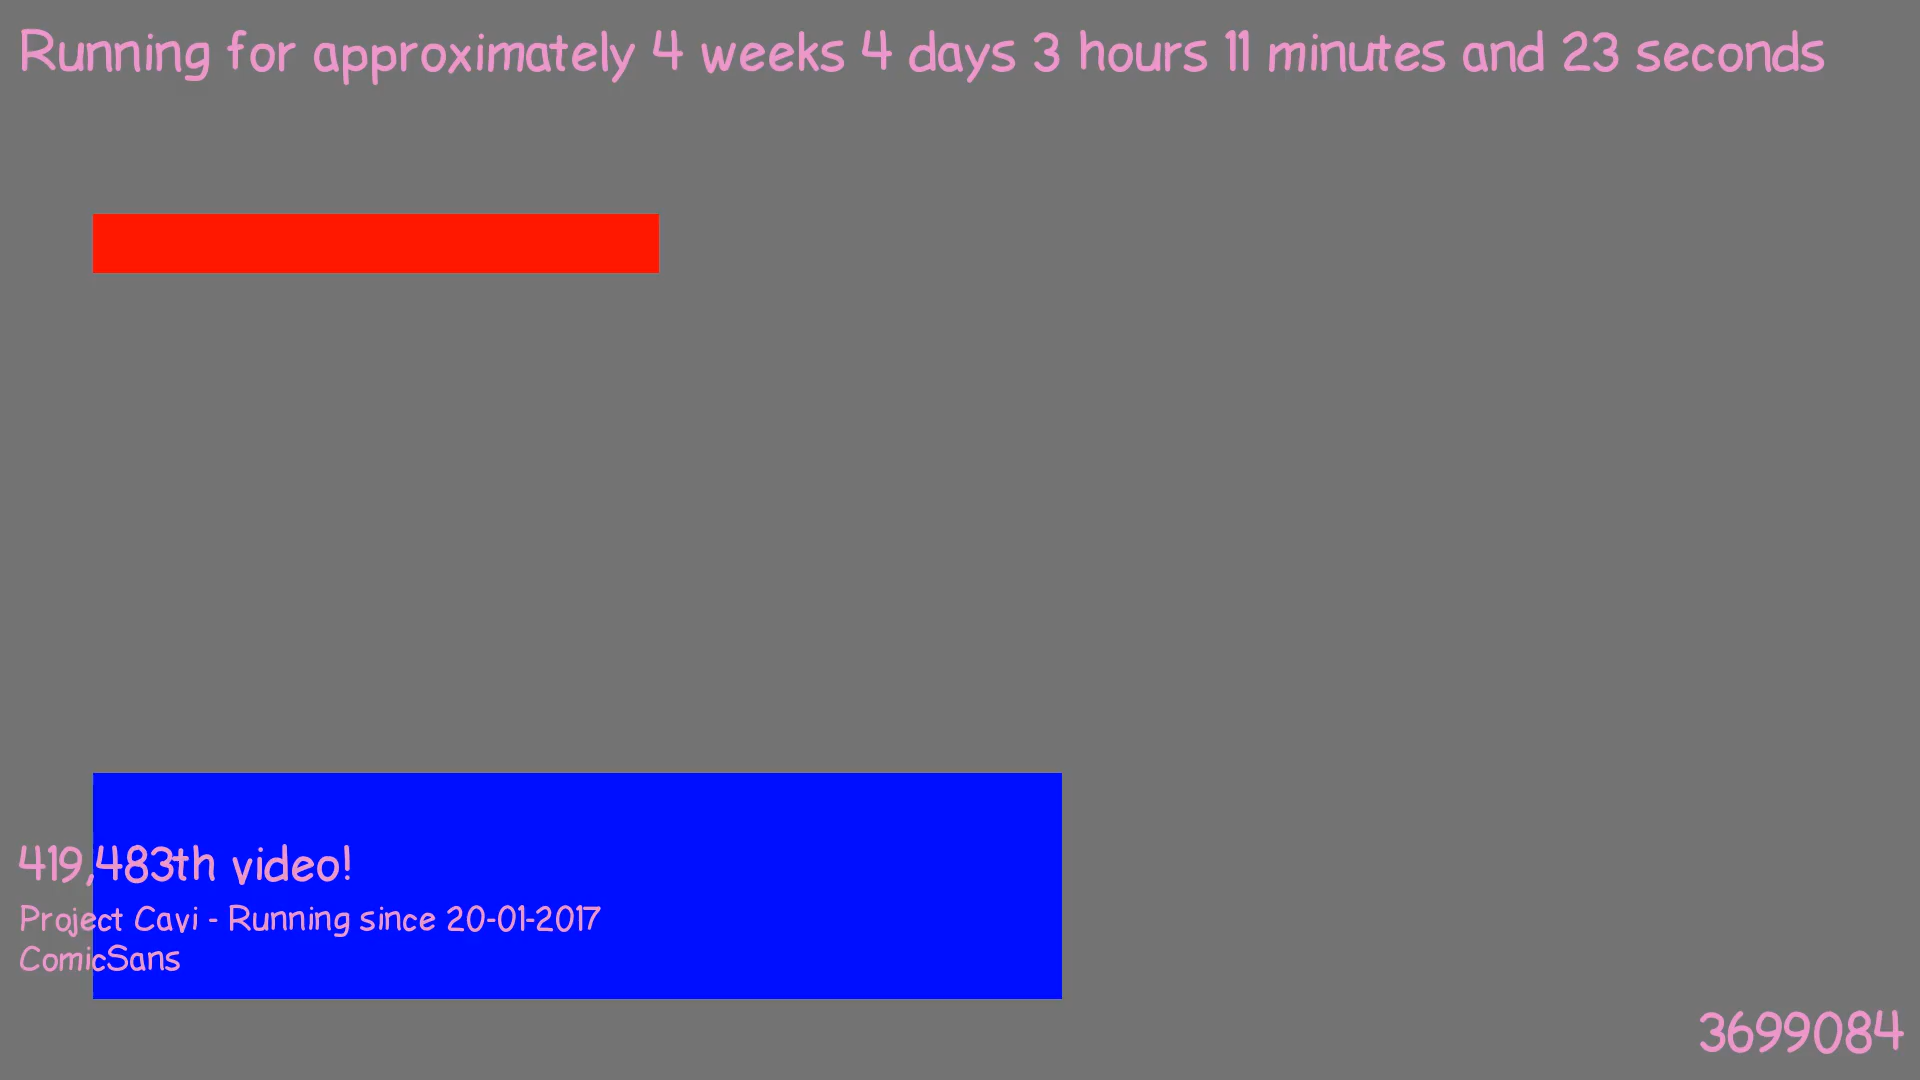 Running for approximately 4 weeks 4 days 3 hours 11 minutes and 23 seconds
419,483th video!
Project Cavi - Running since 20-01-2017
ComicSans
3699084